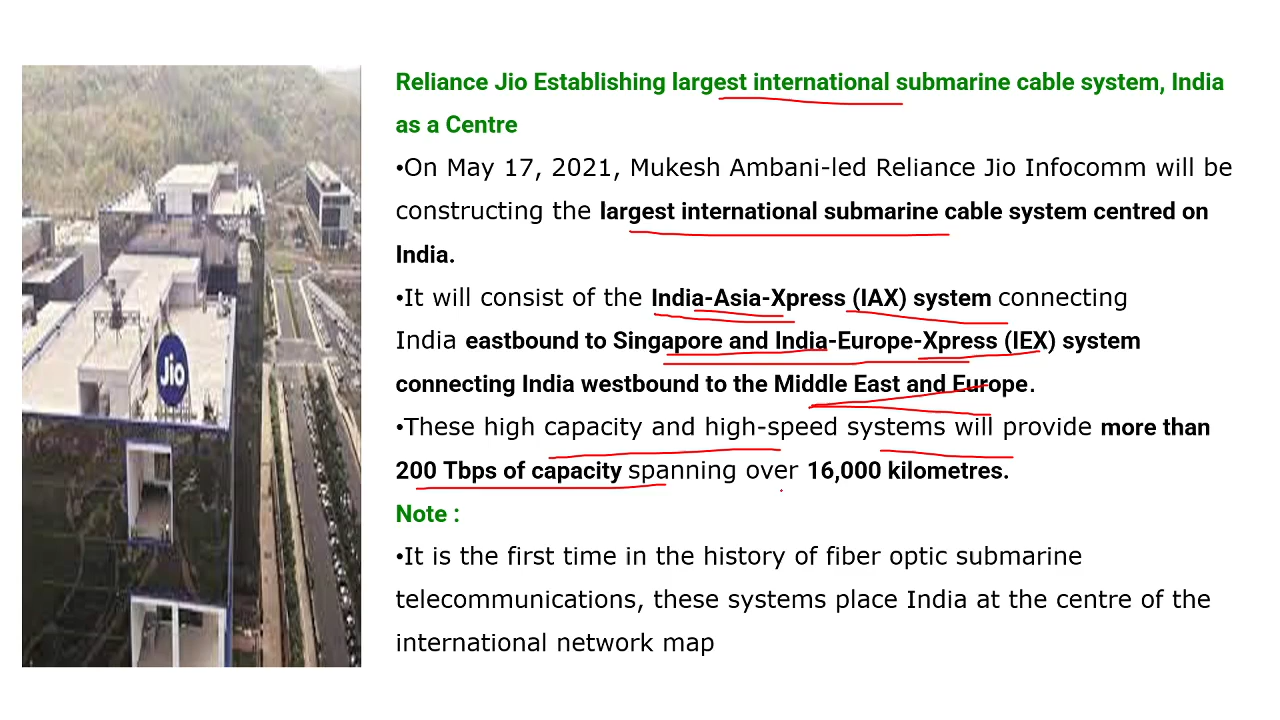 Jio
Reliance Jio Establishing largest international submarine cable system, India
as a Centre
•On May 17, 2021, Mukesh Ambani-led Reliance Jio Infocomm will be
constructing the largest international submarine cable system centred on
India.
•It will consist of the India-Asia-Xpress (IAX) system connecting
India eastbound to Singapore and India-Europe-Xpress (IEX) system
connecting India westbound to the Middle East and Europe.
•These high capacity and high-speed systems will provide more than
200 Tbps of capacity spanning over 16,000 kilometres.
Note :
•It is the first time in the history of fiber optic submarine
telecommunications, these systems place India at the centre of the
international network map